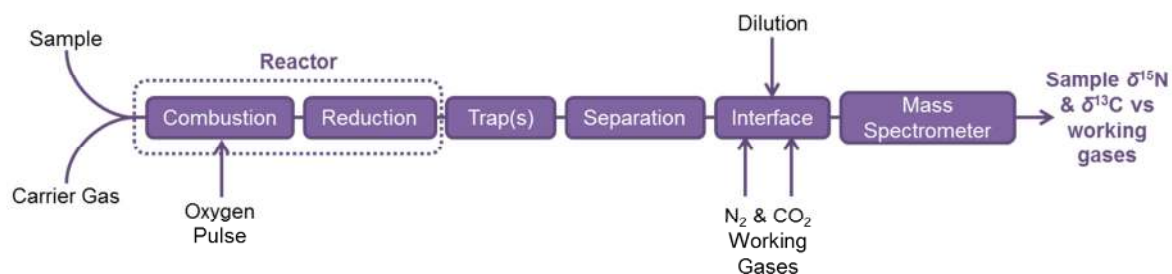 Sample
Carrier Gas
Reactor
Combustion
Reduction
Oxygen
Pulse
Trap(s)
Separation
Dilution
Interface
N₂ & CO₂
Working
Gases
Mass
Spectrometer
Sample δ¹⁵N
& δ¹³C vs
working
gases